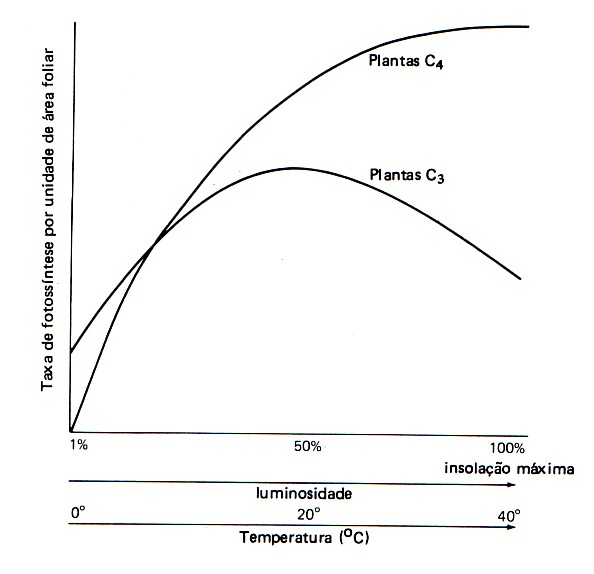 Taxa de fotossíntese por unidade de área foliar
Plantas C4
Plantas C3
1% 50% 100%
insolação máxima
luminosidade
0° 20° 40°
Temperatura (°C)